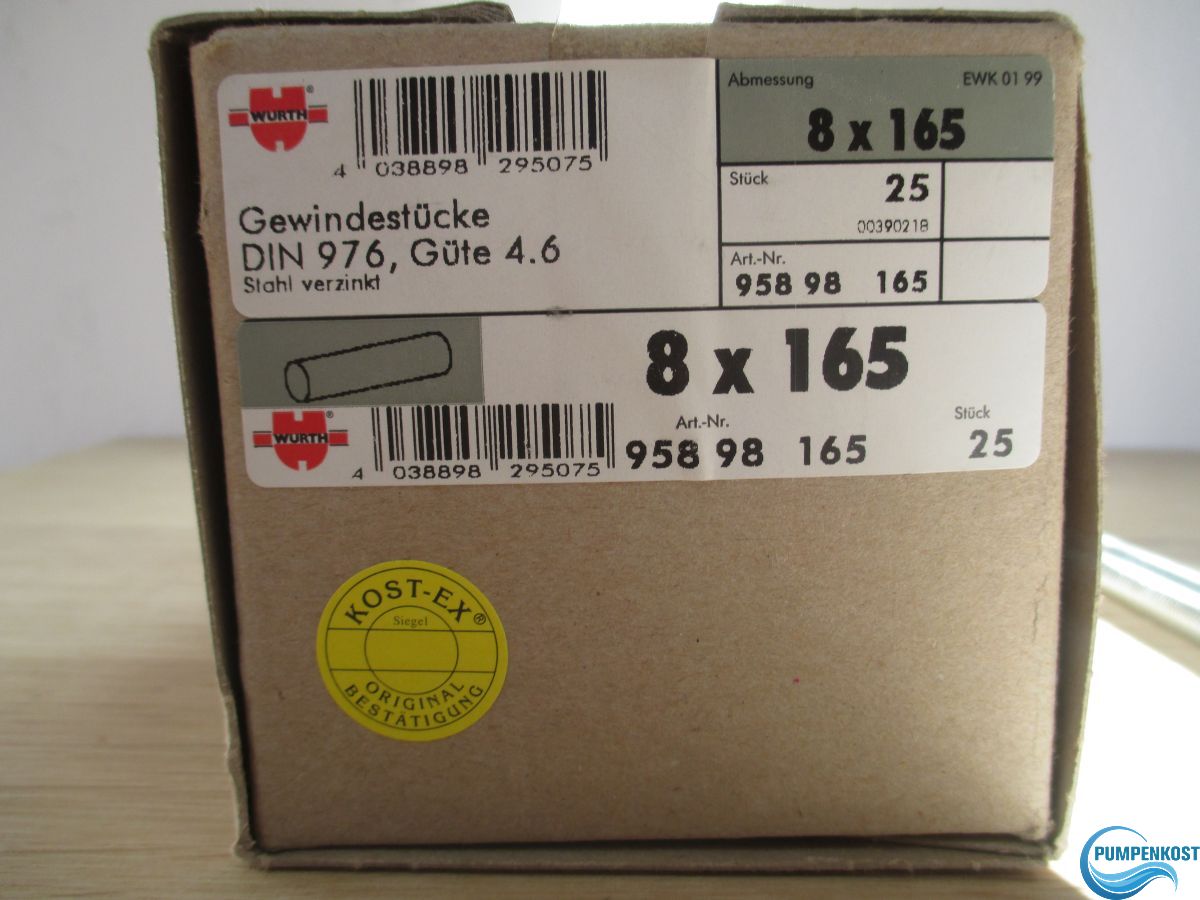 WÜRTH®
4 038898 295075
Gewindestücke
DIN 976, Güte 4.6
Stahl verzinkt
Abmessung EWK 01 99
8 x 165
Stück 25
00390218
Art.-Nr.
958 98 165
8 x 165
WÜRTH®
4 038898 295075
Art.-Nr.
958 98 165
Stück
25
KOST-EX®
Siegel
ORIGINAL
BESTÄTIGUNG
PUMPENKOST